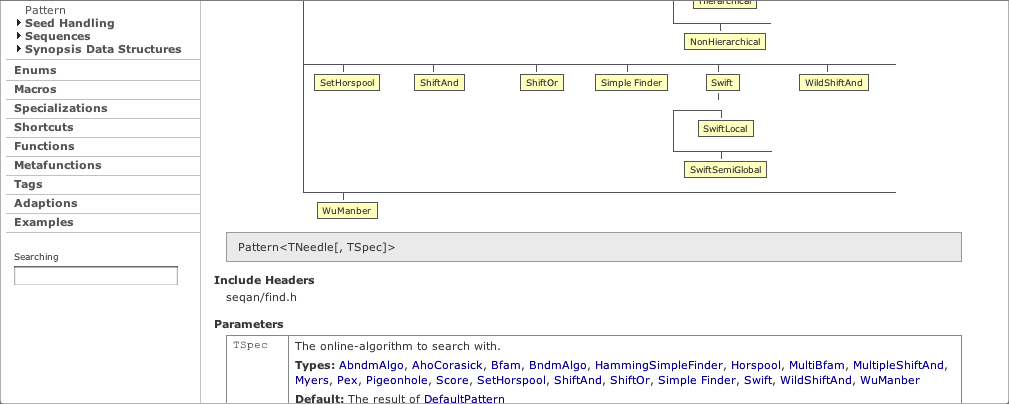 Pattern
Seed Handling
Sequences
Synopsis Data Structures
Enums
Macros
Specializations
Shortcuts
Functions
Metafunctions
Tags
Adaptions
Examples
Searching
Hierarchical
NonHierarchical
SetHorspool ShiftAnd ShiftOr Simple Finder Swift WildShiftAnd
SwiftLocal
SwiftSemiGlobal
WuManber
Pattern<TNeedle[, TSpec]>
Include Headers
seqan/find.h
Parameters
TSpec The online-algorithm to search with.
Types: AbndmAlgo, AhoCorasick, Bfam, BndmAlgo, HammingSimpleFinder, Horspool, MultiBfam, MultipleShiftAnd,
Myers, Pex, Pigeonhole, Score, SetHorspool, ShiftAnd, ShiftOr, Simple Finder, Swift, WildShiftAnd, WuManber
Default: The result of DefaultPattern